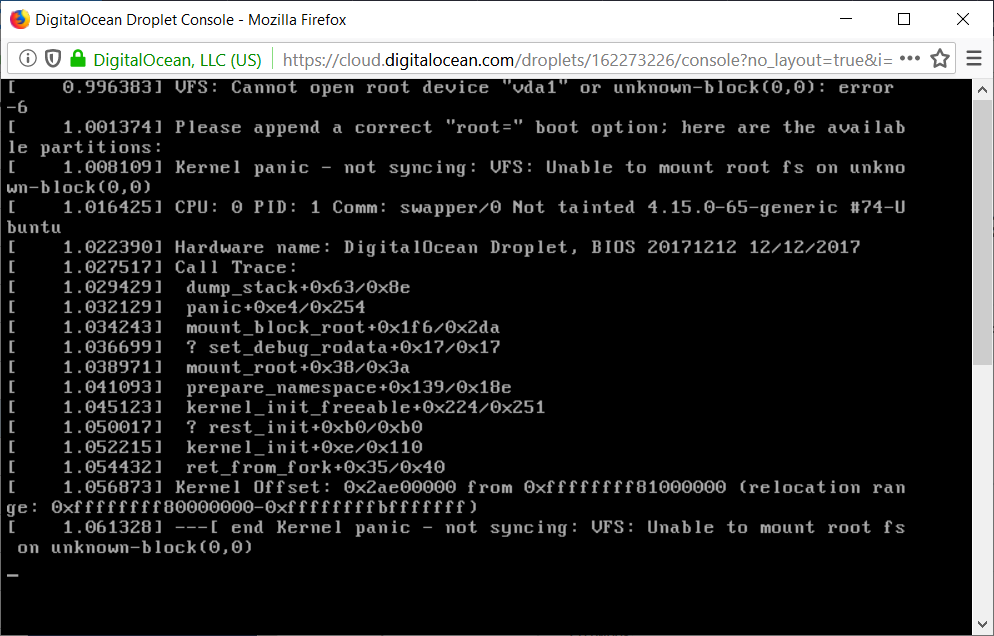 DigitalOcean Droplet Console - Mozilla Firefox
DigitalOcean, LLC (US) https://cloud.digitalocean.com/droplets/162273226/console?no_layout=true&i=
[    0.996383] VFS: Cannot open root device "vda1" or unknown-block(0,0): error
-6
[    1.001374] Please append a correct "root=" boot option; here are the availab
le partitions:
[    1.008109] Kernel panic - not syncing: VFS: Unable to mount root fs on unkno
wn-block(0,0)
[    1.016425] CPU: 0 PID: 1 Comm: swapper/0 Not tainted 4.15.0-65-generic #74-U
buntu
[    1.022390] Hardware name: DigitalOcean Droplet, BIOS 20171212 12/12/2017
[    1.027517] Call Trace:
[    1.029429]  dump_stack+0x63/0x8e
[    1.032129]  panic+0xe4/0x254
[    1.034243]  mount_block_root+0x1f6/0x2da
[    1.036699]  ? set_debug_rodata+0x17/0x17
[    1.038971]  mount_root+0x38/0x3a
[    1.041093]  prepare_namespace+0x139/0x18e
[    1.045123]  kernel_init_freeable+0x224/0x251
[    1.050017]  ? rest_init+0xb0/0xb0
[    1.052215]  kernel_init+0xe/0x110
[    1.054432]  ret_from_fork+0x35/0x40
[    1.056873] Kernel Offset: 0x2ae00000 from 0xffffffff81000000 (relocation ran
ge: 0xffffffff80000000-0xffffffffbfffffff)
[    1.061328] ---[ end Kernel panic - not syncing: VFS: Unable to mount root fs
 on unknown-block(0,0)